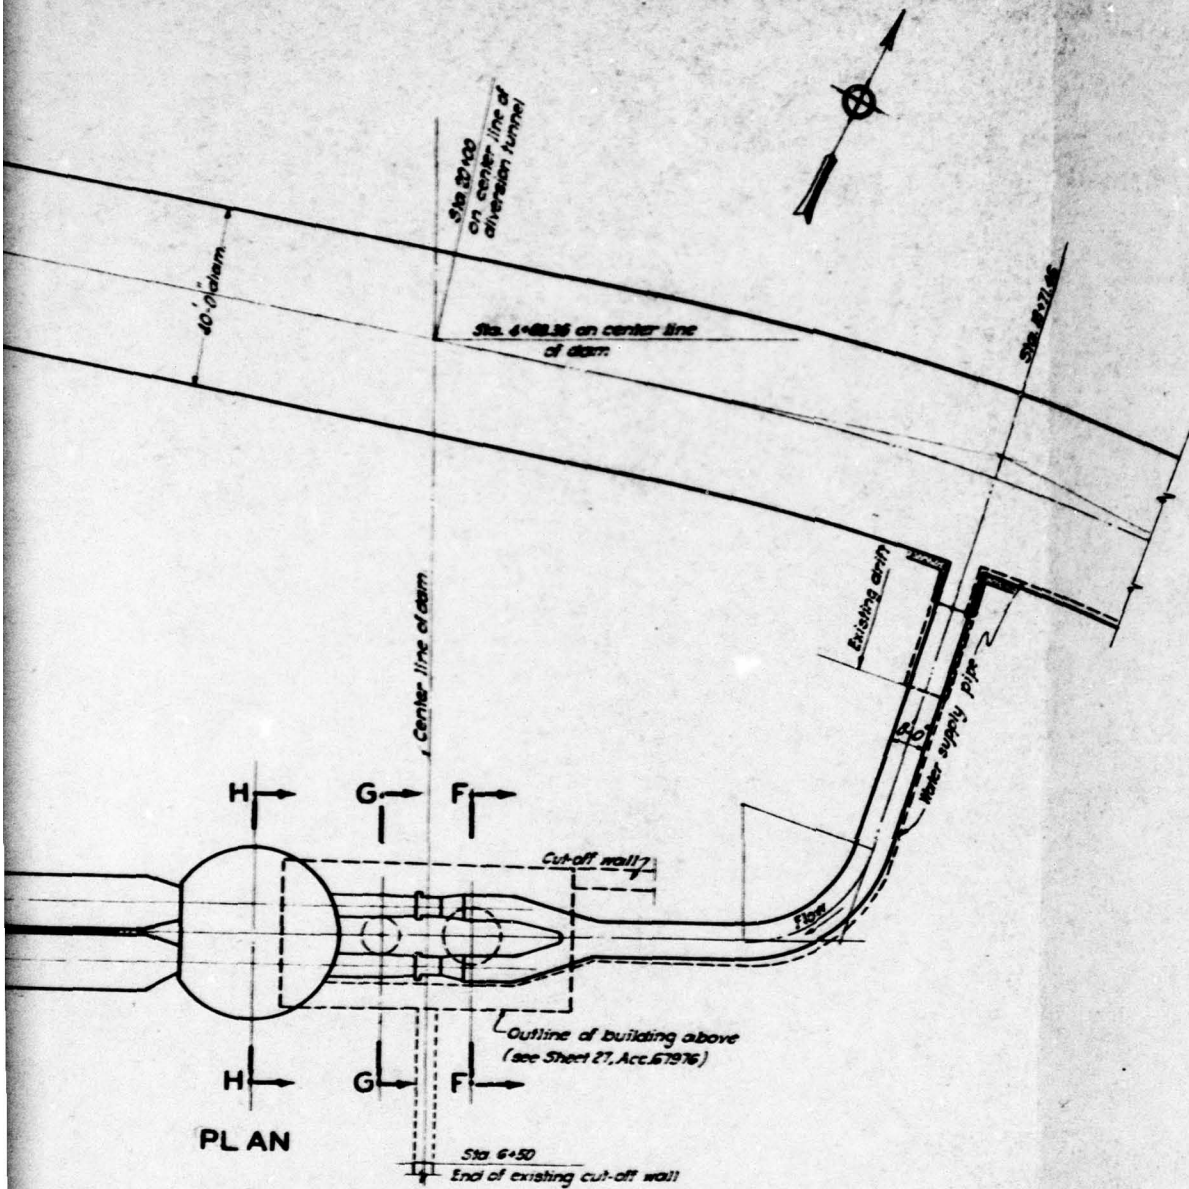 Sta. 20+00
on center line of
diversion tunnel
40'-0" diam.
Sta. 4+68.36 on center line
of dam
Existing drift
Water supply pipe
Center line of dam
H G F
Cut-off wall
Flow
Outline of building above
(see Sheet 27, Acc. 67976)
H G F
PLAN
Sta 6+50
End of existing cut-off wall